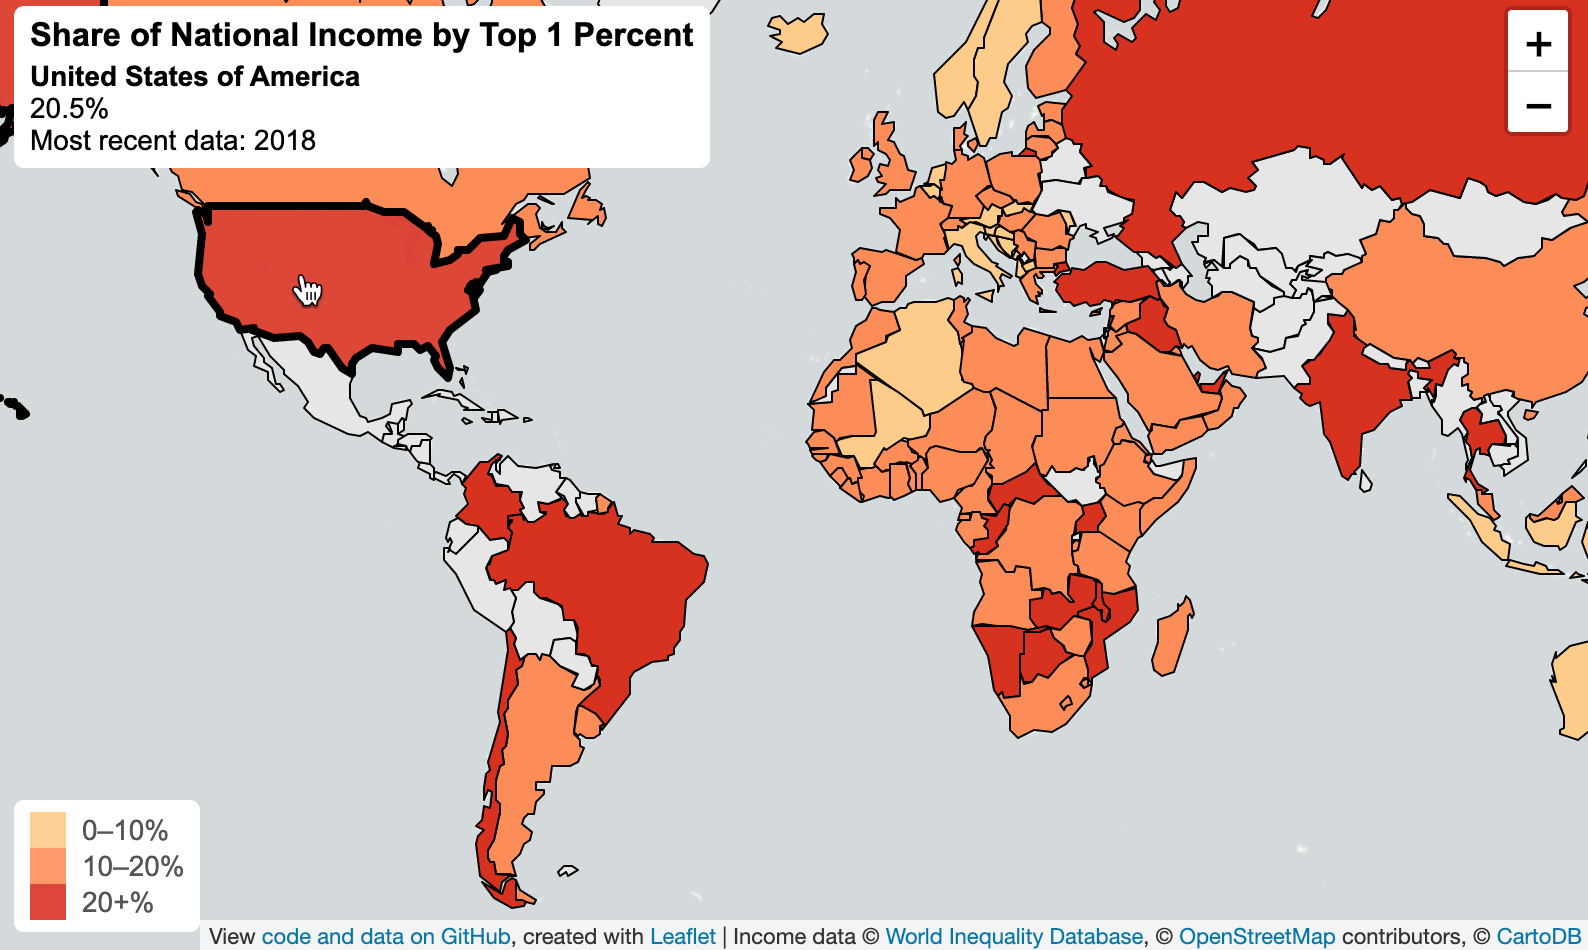 Share of National Income by Top 1 Percent
United States of America
20.5%
Most recent data: 2018
+
−
0–10%
10–20%
20+%
View code and data on GitHub, created with Leaflet | Income data © World Inequality Database, © OpenStreetMap contributors, © CartoDB